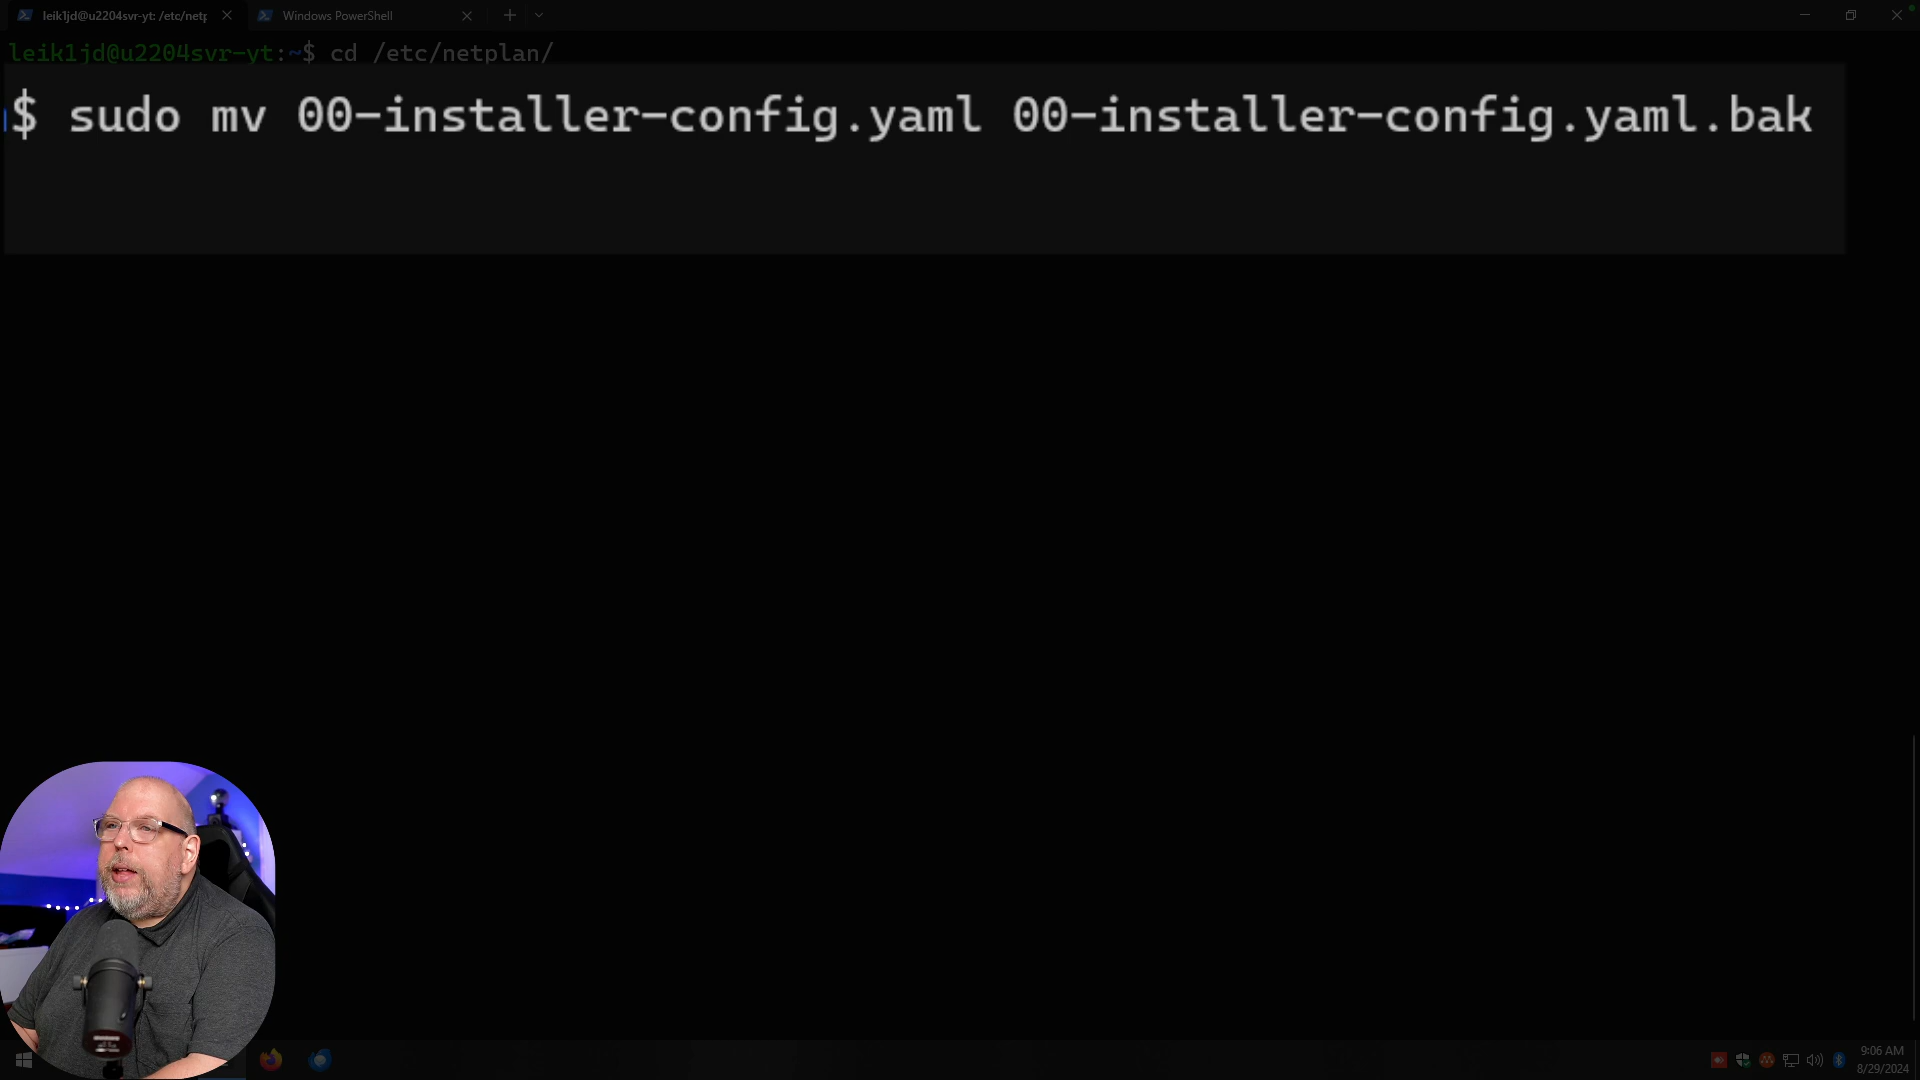 leik1jd@u2204svr-yt: /etc/netp
Windows PowerShell
leik1jd@u2204svr-yt:~$ cd /etc/netplan/
$ sudo mv 00-installer-config.yaml 00-installer-config.yaml.bak
9:06 AM
8/29/2024